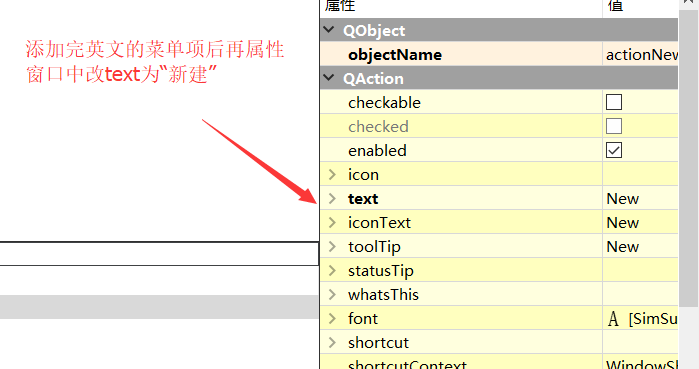 属性 值
添加完英文的菜单项后再属性
窗口中改text为“新建”
QObject
objectName actionNew
QAction
checkable
checked
enabled
icon
text New
iconText New
toolTip New
statusTip
whatsThis
font A [SimSu
shortcut
shortcutContext WindowSh